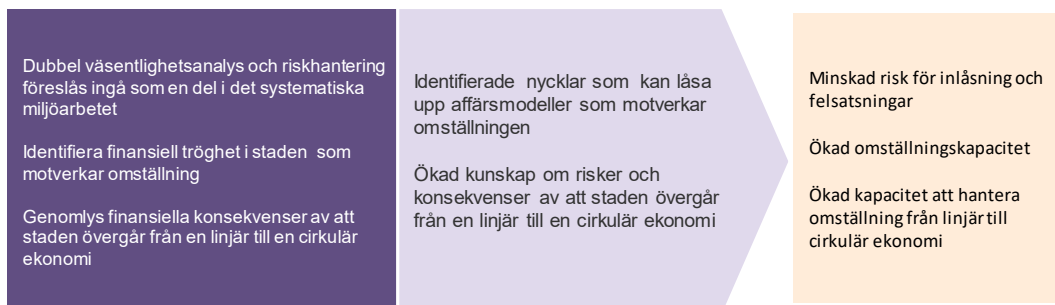 Dubbel väsentlighetsanalys och riskhantering
föreslås ingå som en del i det systematiska
miljöarbetet
Identifiera finansiell tröghet i staden som
motverkar omställning
Genomlys finansiella konsekvenser av att
staden övergår från en linjär till en cirkulär
ekonomi
Identifierade nycklar som kan låsa
upp affärsmodeller som motverkar
omställningen
Ökad kunskap om risker och
konsekvenser av att staden övergår
från en linjär till en cirkulär ekonomi
Minskad risk för inlåsning och
felsatsningar
Ökad omställningskapacitet
Ökad kapacitet att hantera
omställning från linjär till
cirkulär ekonomi